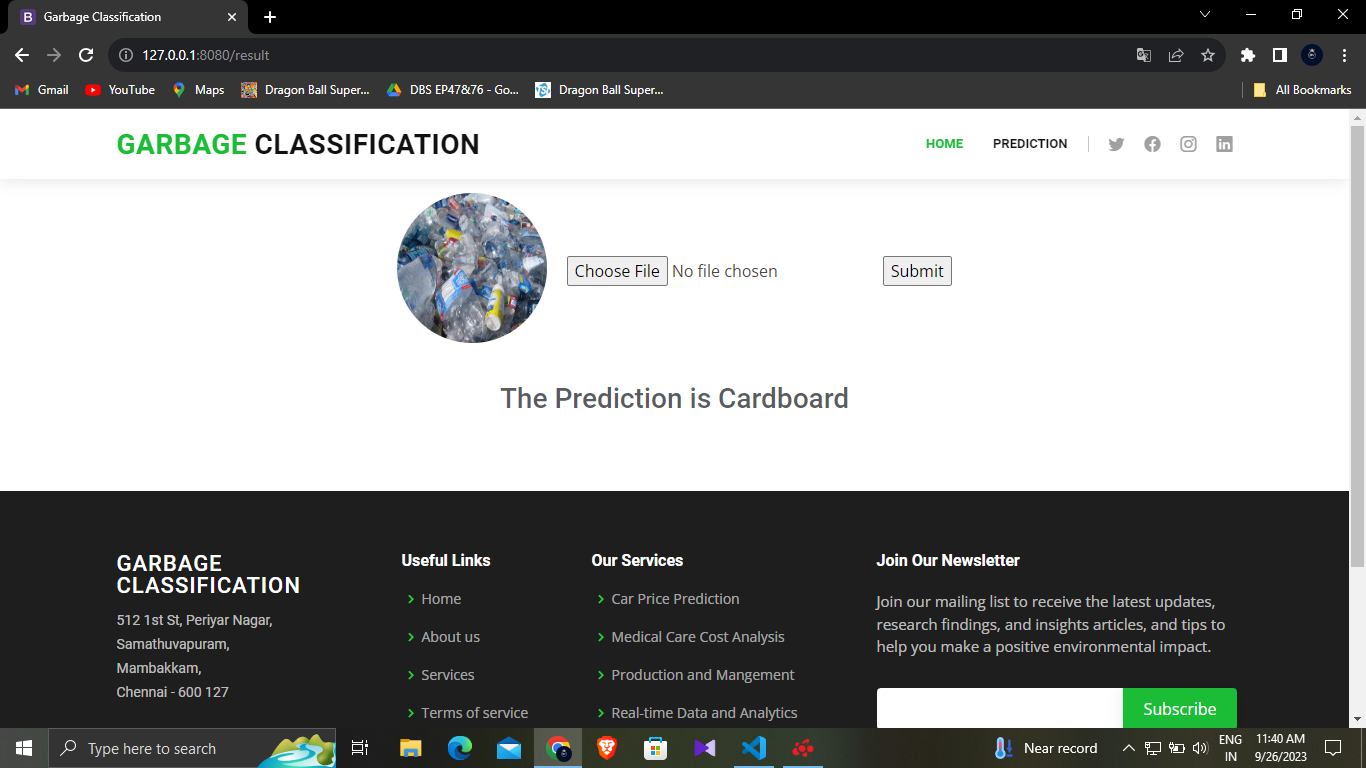 Garbage Classification
127.0.0.1:8080/result
Gmail
YouTube
Maps
Dragon Ball Super...
DBS EP47&76 - Go...
Dragon Ball Super...
All Bookmarks
GARBAGE CLASSIFICATION
HOME
PREDICTION
Choose File No file chosen
Submit
The Prediction is Cardboard
GARBAGE
CLASSIFICATION
512 1st St, Periyar Nagar,
Samathuvapuram,
Mambakkam,
Chennai - 600 127
Useful Links
Home
About us
Services
Terms of service
Our Services
Car Price Prediction
Medical Care Cost Analysis
Production and Mangement
Real-time Data and Analytics
Join Our Newsletter
Join our mailing list to receive the latest updates,
research findings, and insights articles, and tips to
help you make a positive environmental impact.
Subscribe
Type here to search
Near record
ENG
IN
11:40 AM
9/26/2023